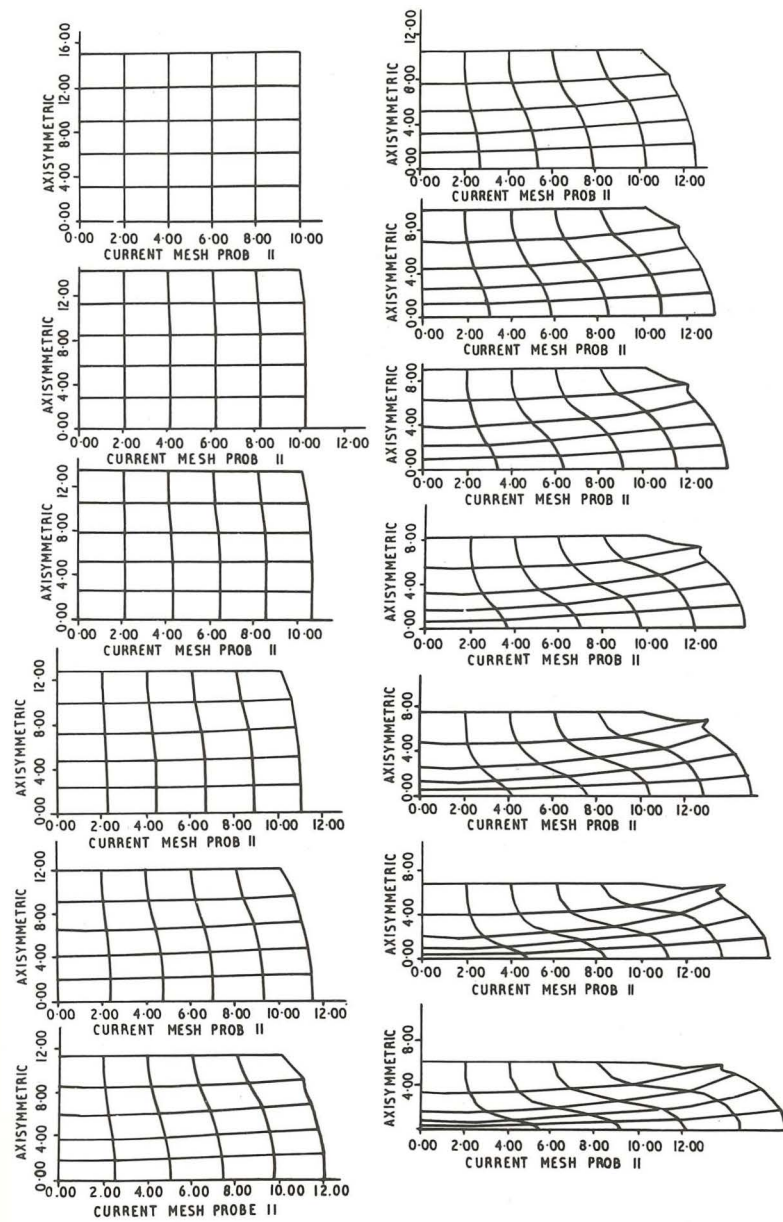 AXISYMMETRIC
0·00 4·00 8·00 12·00 16·00
0·00 2·00 4·00 6·00 8·00 10·00
CURRENT MESH PROB II
AXISYMMETRIC
0·00 4·00 8·00 12·00
0·00 2·00 4·00 6·00 8·00 10·00 12·00
CURRENT MESH PROB II
AXISYMMETRIC
0·00 4·00 8·00 12·00
0·00 2·00 4·00 6·00 8·00 10·00
CURRENT MESH PROB II
AXISYMMETRIC
0·00 4·00 8·00 12·00
0·00 2·00 4·00 6·00 8·00 10·00 12·00
CURRENT MESH PROB II
AXISYMMETRIC
0·00 4·00 8·00 12·00
0·00 2·00 4·00 6·00 8·00 10·00 12·00
CURRENT MESH PROB II
AXISYMMETRIC
0·00 4·00 8·00 12·00
0.00 2.00 4.00 6.00 8.00 10.00 12.00
CURRENT MESH PROBE II
AXISYMMETRIC
0·00 4·00 8·00 12·00
0·00 2·00 4·00 6·00 8·00 10·00 12·00
CURRENT MESH PROB II
AXISYMMETRIC
0·00 4·00 8·00
0·00 2·00 4·00 6·00 8·00 10·00 12·00
CURRENT MESH PROB II
AXISYMMETRIC
0·00 4·00 8·00
0·00 2·00 4·00 6·00 8·00 10·00 12·00
CURRENT MESH PROB II
AXISYMMETRIC
0·00 4·00 8·00
0·00 2·00 4·00 6·00 8·00 10·00 12·00
CURRENT MESH PROB II
AXISYMMETRIC
0·00 4·00 8·00
0·00 2·00 4·00 6·00 8·00 10·00 12·00
CURRENT MESH PROB II
AXISYMMETRIC
0·00 4·00 8·00
0·00 2·00 4·00 6·00 8·00 10·00 12·00
CURRENT MESH PROB II
AXISYMMETRIC
4·00 8·00
0·00 2·00 4·00 6·00 8·00 10·00 12·00
CURRENT MESH PROB II